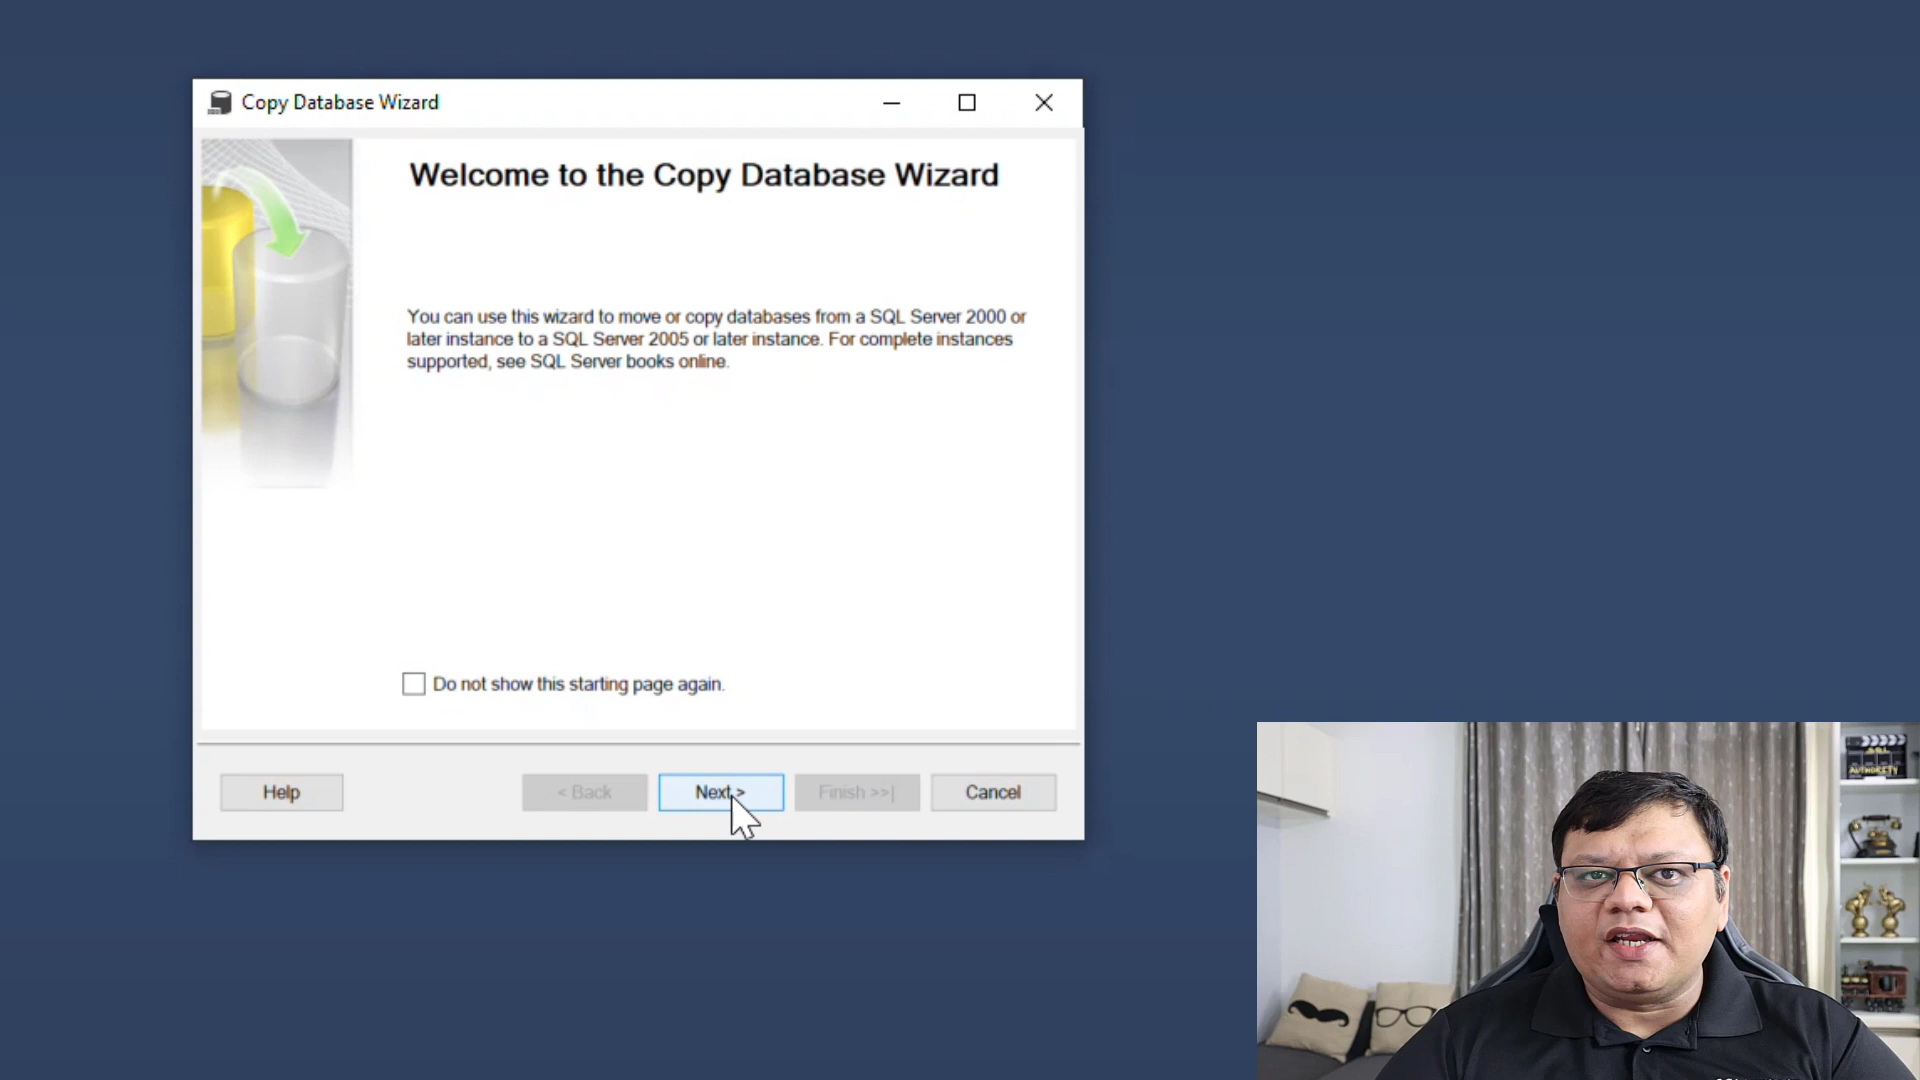 Copy Database Wizard
Welcome to the Copy Database Wizard
You can use this wizard to move or copy databases from a SQL Server 2000 or
later instance to a SQL Server 2005 or later instance. For complete instances
supported, see SQL Server books online.
Do not show this starting page again.
Help
< Back
Next >
Finish >>|
Cancel
SQL
AUTHORITY